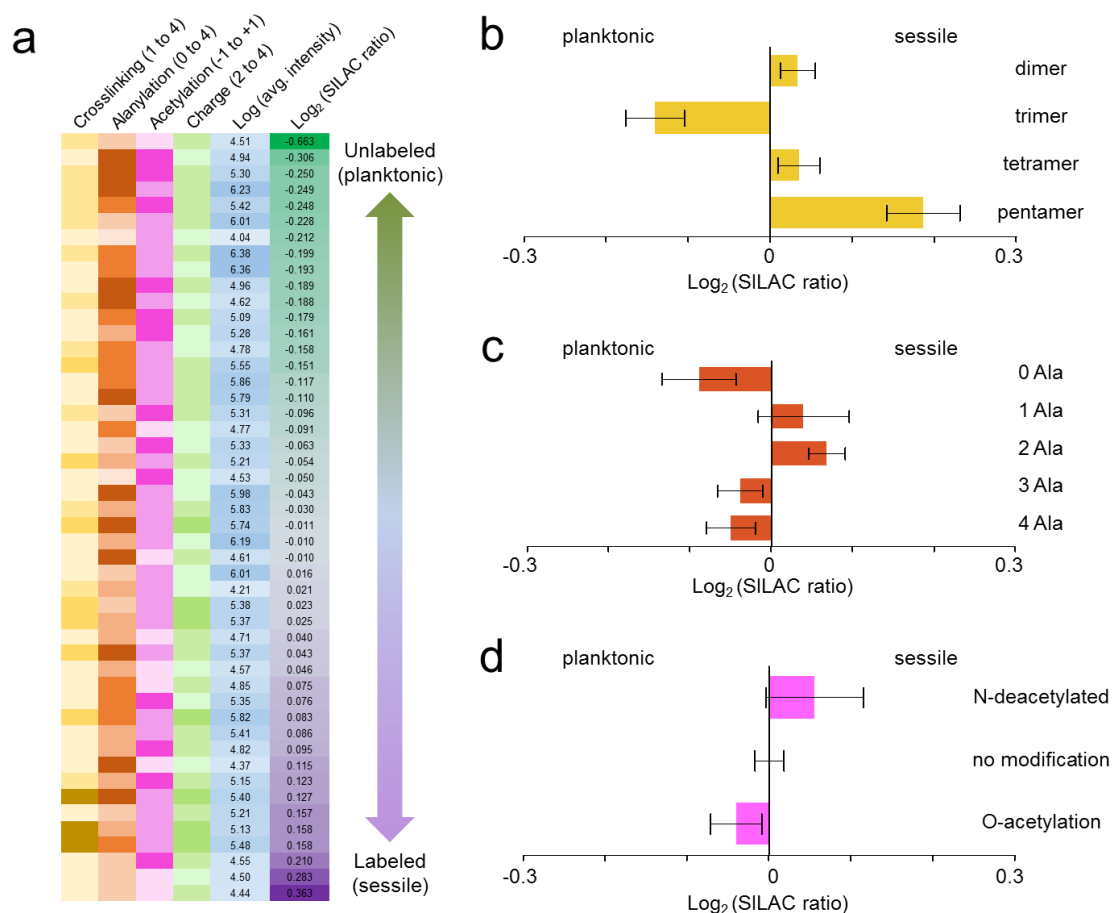 a
Crosslinking (1 to 4)
Alanylation (0 to 4)
Acetylation (-1 to +1)
Charge (2 to 4)
Log (avg. intensity)
Log2 (SILAC ratio)
4.51 -0.663
4.94 -0.306
5.30 -0.250
6.23 -0.249
5.42 -0.248
6.01 -0.228
4.04 -0.212
6.38 -0.199
6.36 -0.193
4.96 -0.189
4.62 -0.188
5.09 -0.179
5.28 -0.161
4.78 -0.158
5.55 -0.151
5.86 -0.117
5.79 -0.110
5.31 -0.096
4.77 -0.091
5.33 -0.063
5.21 -0.054
4.53 -0.050
5.98 -0.043
5.83 -0.030
5.74 -0.011
6.19 -0.010
4.61 -0.010
6.01 0.016
4.21 0.021
5.38 0.023
5.37 0.025
4.71 0.040
5.37 0.043
4.57 0.046
4.85 0.075
5.35 0.076
5.82 0.083
5.41 0.086
4.82 0.095
4.37 0.115
5.15 0.123
5.40 0.127
5.21 0.157
5.13 0.158
5.48 0.158
4.55 0.210
4.50 0.283
4.44 0.363
Unlabeled
(planktonic)
Labeled
(sessile)
b
planktonic sessile
dimer
trimer
tetramer
pentamer
-0.3 0 0.3
Log2 (SILAC ratio)
c
planktonic sessile
0 Ala
1 Ala
2 Ala
3 Ala
4 Ala
-0.3 0 0.3
Log2 (SILAC ratio)
d
planktonic sessile
N-deacetylated
no modification
O-acetylation
-0.3 0 0.3
Log2 (SILAC ratio)